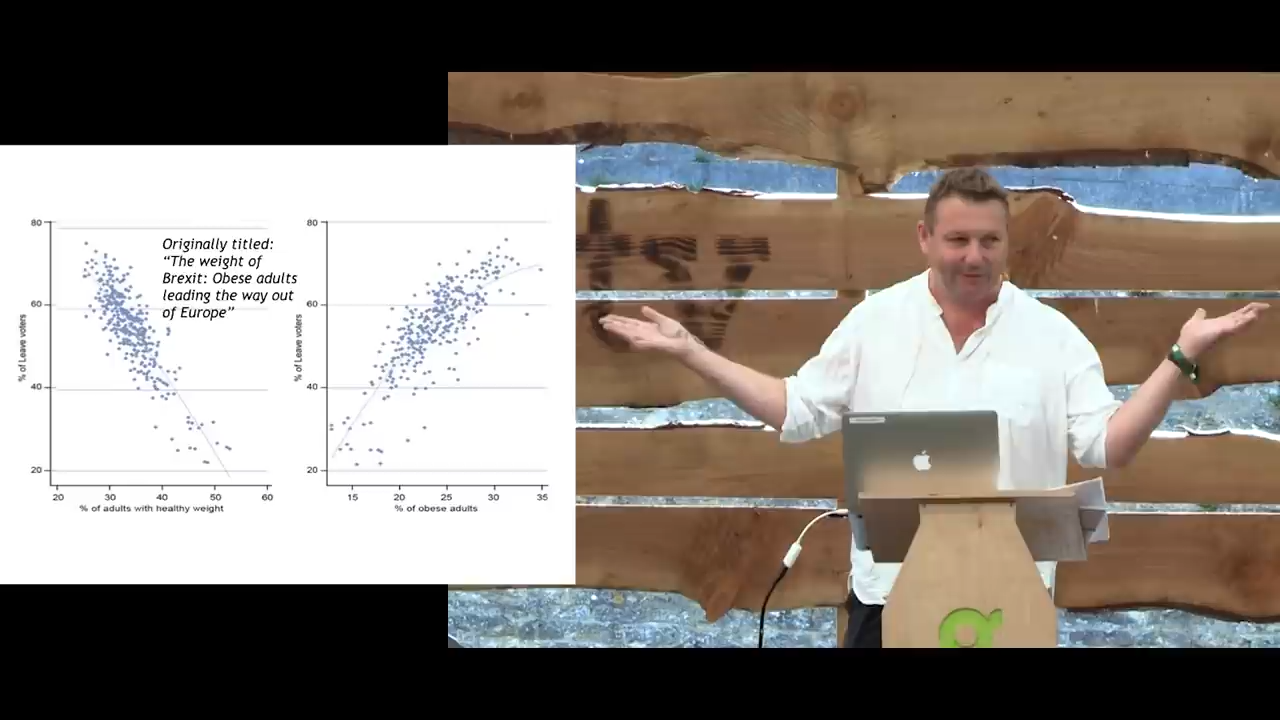 Originally titled:
“The weight of
Brexit: Obese adults
leading the way out
of Europe”
80
60
40
20
% of Leave voters
20
30
40
50
60
% of adults with healthy weight
80
60
40
20
% of Leave voters
15
20
25
30
35
% of obese adults